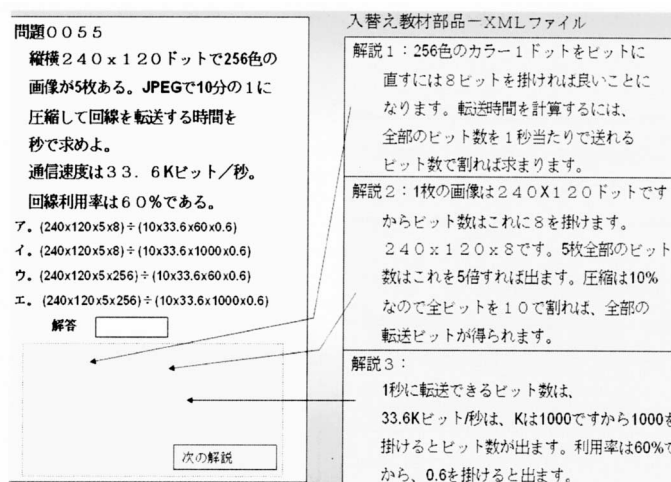 問題0055
縦横240x120ドットで256色の
画像が5枚ある。JPEGで10分の1に
圧縮して回線を転送する時間を
秒で求めよ。
通信速度は33.6Kビット/秒。
回線利用率は60%である。
ア。(240x120x5x8)÷(10x33.6x60x0.6)
イ。(240x120x5x8)÷(10x33.6x1000x0.6)
ウ。(240x120x5x256)÷(10x33.6x60x0.6)
エ。(240x120x5x256)÷(10x33.6x1000x0.6)
解答
次の解説
入替え教材部品-XMLファイル
解説1:256色のカラー1ドットをビットに
直すには8ビットを掛ければ良いことに
なります。転送時間を計算するには、
全部のビット数を1秒当たりで送れる
ビット数で割れば求まります。
解説2:1枚の画像は240X120ドットです
からビット数はこれに8を掛けます。
240x120x8です。5枚全部のビット
数はこれを5倍すれば出ます。圧縮は10%
なので全ビットを10で割れば、全部の
転送ビットが得られます。
解説3:
1秒に転送できるビット数は、
33.6Kビット/秒は、Kは1000ですから1000を
掛けるとビット数が出ます。利用率は60%で
から、0.6を掛けると出ます。